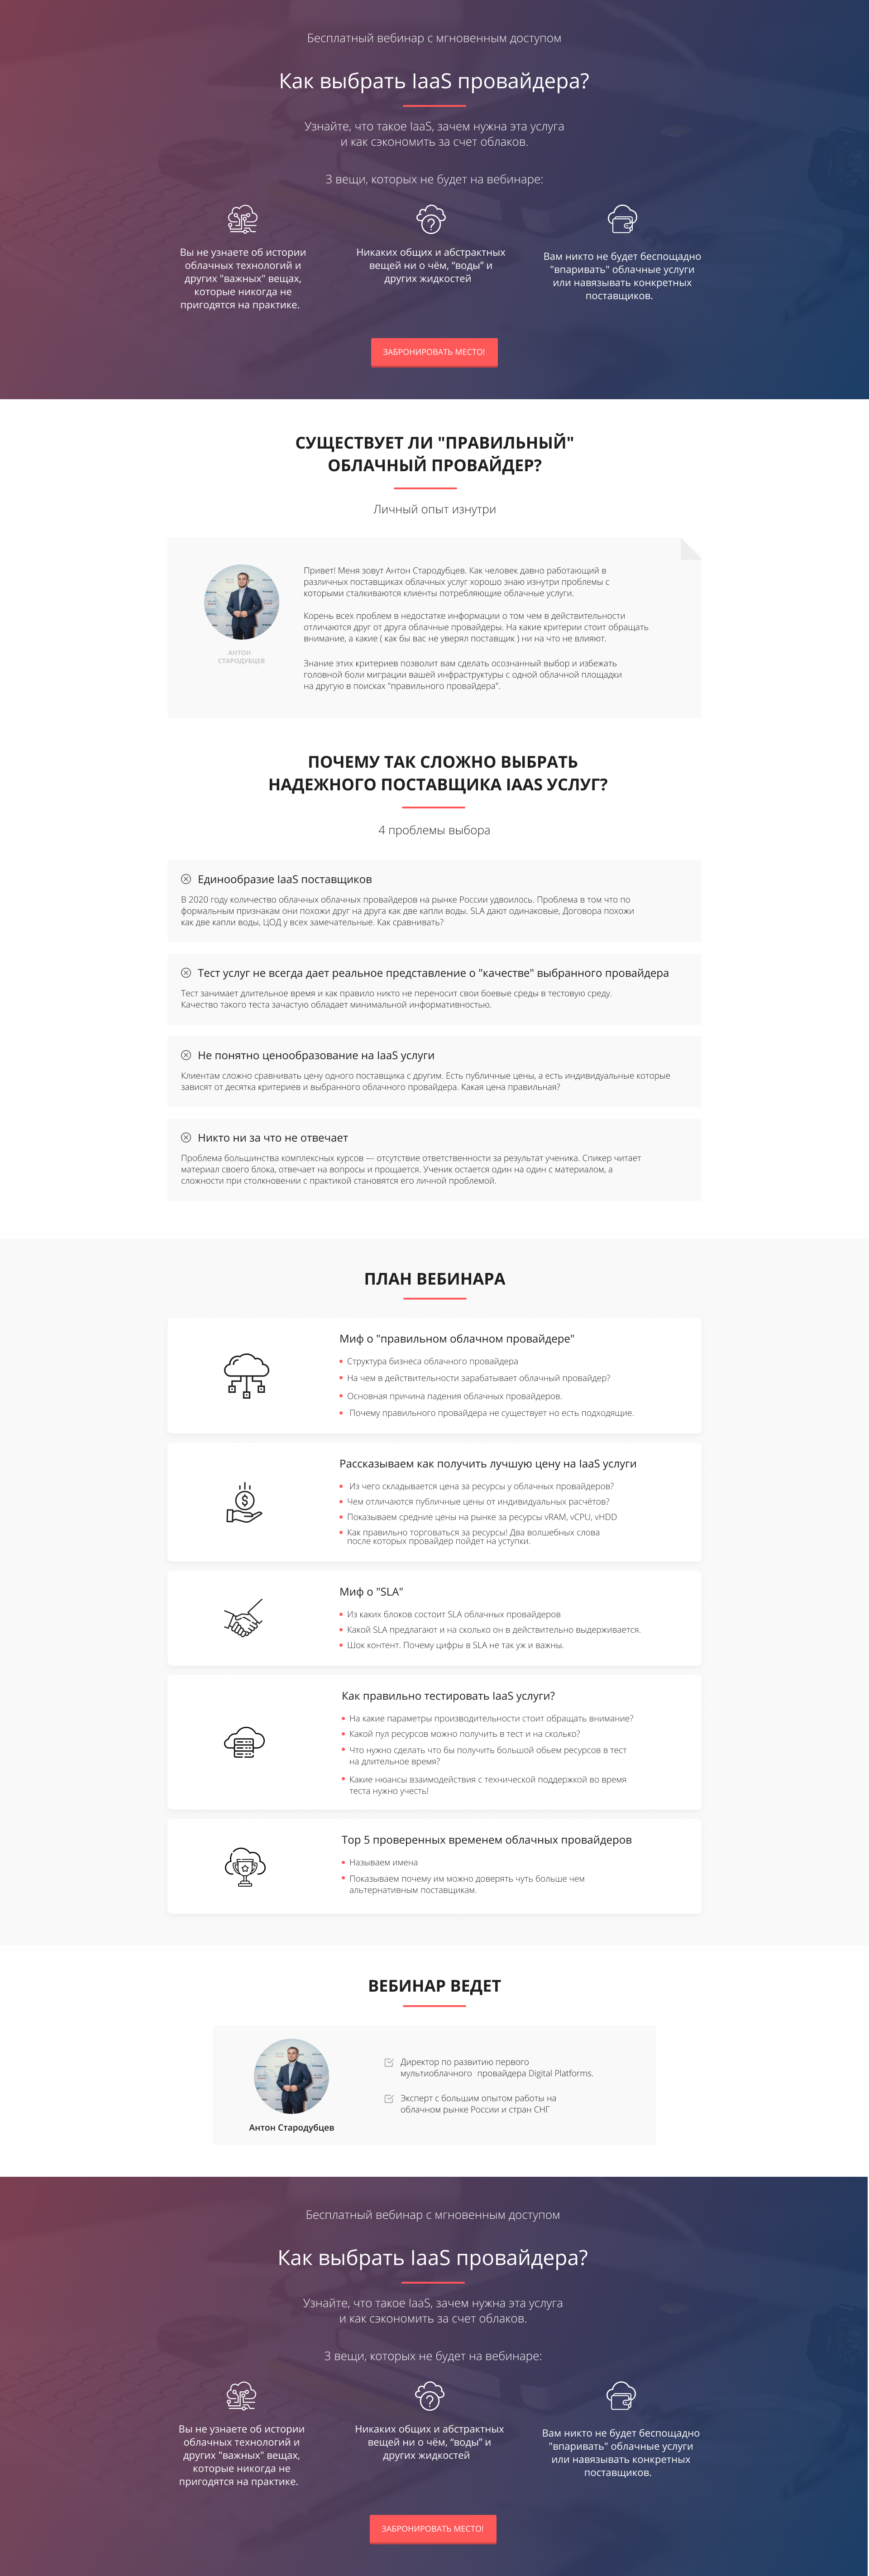 Бесплатный вебинар с мгновенным доступом
Как выбрать IaaS провайдера?
Узнайте, что такое IaaS, зачем нужна эта услуга
и как сэкономить за счет облаков.
3 вещи, которых не будет на вебинаре:
Вы не узнаете об истории
облачных технологий и
других "важных" вещах,
которые никогда не
пригодятся на практике.
Никаких общих и абстрактных
вещей ни о чём, “воды” и
других жидкостей
Вам никто не будет беспощадно
"впаривать" облачные услуги
или навязывать конкретных
поставщиков.
ЗАБРОНИРОВАТЬ МЕСТО!
СУЩЕСТВУЕТ ЛИ "ПРАВИЛЬНЫЙ"
ОБЛАЧНЫЙ ПРОВАЙДЕР?
Личный опыт изнутри
АНТОН
СТАРОДУБЦЕВ
Привет! Меня зовут Антон Стародубцев. Как человек давно работающий в
различных поставщиках облачных услуг хорошо знаю изнутри проблемы с
которыми сталкиваются клиенты потребляющие облачные услуги.
Корень всех проблем в недостатке информации о том чем в действительности
отличаются друг от друга облачные провайдеры. На какие критерии стоит обращать
внимание, а какие ( как бы вас не уверял поставщик ) ни на что не влияют.
Знание этих критериев позволит вам сделать осознанный выбор и избежать
головной боли миграции вашей инфраструктуры с одной облачной площадки
на другую в поисках "правильного провайдера".
ПОЧЕМУ ТАК СЛОЖНО ВЫБРАТЬ
НАДЕЖНОГО ПОСТАВЩИКА IAAS УСЛУГ?
4 проблемы выбора
Единообразие IaaS поставщиков
В 2020 году количество облачных облачных провайдеров на рынке России удвоилось. Проблема в том что по
формальным признакам они похожи друг на друга как две капли воды. SLA дают одинаковые, Договора похожи
как две капли воды, ЦОД у всех замечательные. Как сравнивать?
Тест услуг не всегда дает реальное представление о "качестве" выбранного провайдера
Тест занимает длительное время и как правило никто не переносит свои боевые среды в тестовую среду.
Качество такого теста зачастую обладает минимальной информативностью.
Не понятно ценообразование на IaaS услуги
Клиентам сложно сравнивать цену одного поставщика с другим. Есть публичные цены, а есть индивидуальные которые
зависят от десятка критериев и выбранного облачного провайдера. Какая цена правильная?
Никто ни за что не отвечает
Проблема большинства комплексных курсов — отсутствие ответственности за результат ученика. Спикер читает
материал своего блока, отвечает на вопросы и прощается. Ученик остается один на один с материалом, а
сложности при столкновении с практикой становятся его личной проблемой.
ПЛАН ВЕБИНАРА
Миф о "правильном облачном провайдере"
Структура бизнеса облачного провайдера
На чем в действительности зарабатывает облачный провайдер?
Основная причина падения облачных провайдеров.
Почему правильного провайдера не существует но есть подходящие.
Рассказываем как получить лучшую цену на IaaS услуги
Из чего складывается цена за ресурсы у облачных провайдеров?
Чем отличаются публичные цены от индивидуальных расчётов?
Показываем средние цены на рынке за ресурсы vRAM, vCPU, vHDD
Как правильно торговаться за ресурсы! Два волшебных слова
после которых провайдер пойдет на уступки.
Миф о "SLA"
Из каких блоков состоит SLA облачных провайдеров
Какой SLA предлагают и на сколько он в действительно выдерживается.
Шок контент. Почему цифры в SLA не так уж и важны.
Как правильно тестировать IaaS услуги?
На какие параметры производительности стоит обращать внимание?
Какой пул ресурсов можно получить в тест и на сколько?
Что нужно сделать что бы получить большой обьем ресурсов в тест
на длительное время?
Какие нюансы взаимодействия с технической поддержкой во время
теста нужно учесть!
Top 5 проверенных временем облачных провайдеров
Называем имена
Показываем почему им можно доверять чуть больше чем
альтернативным поставщикам.
ВЕБИНАР ВЕДЕТ
Антон Стародубцев
Директор по развитию первого
мультиоблачного провайдера Digital Platforms.
Эксперт с большим опытом работы на
облачном рынке России и стран СНГ
Бесплатный вебинар с мгновенным доступом
Как выбрать IaaS провайдера?
Узнайте, что такое IaaS, зачем нужна эта услуга
и как сэкономить за счет облаков.
3 вещи, которых не будет на вебинаре:
Вы не узнаете об истории
облачных технологий и
других "важных" вещах,
которые никогда не
пригодятся на практике.
Никаких общих и абстрактных
вещей ни о чём, “воды” и
других жидкостей
Вам никто не будет беспощадно
"впаривать" облачные услуги
или навязывать конкретных
поставщиков.
ЗАБРОНИРОВАТЬ МЕСТО!